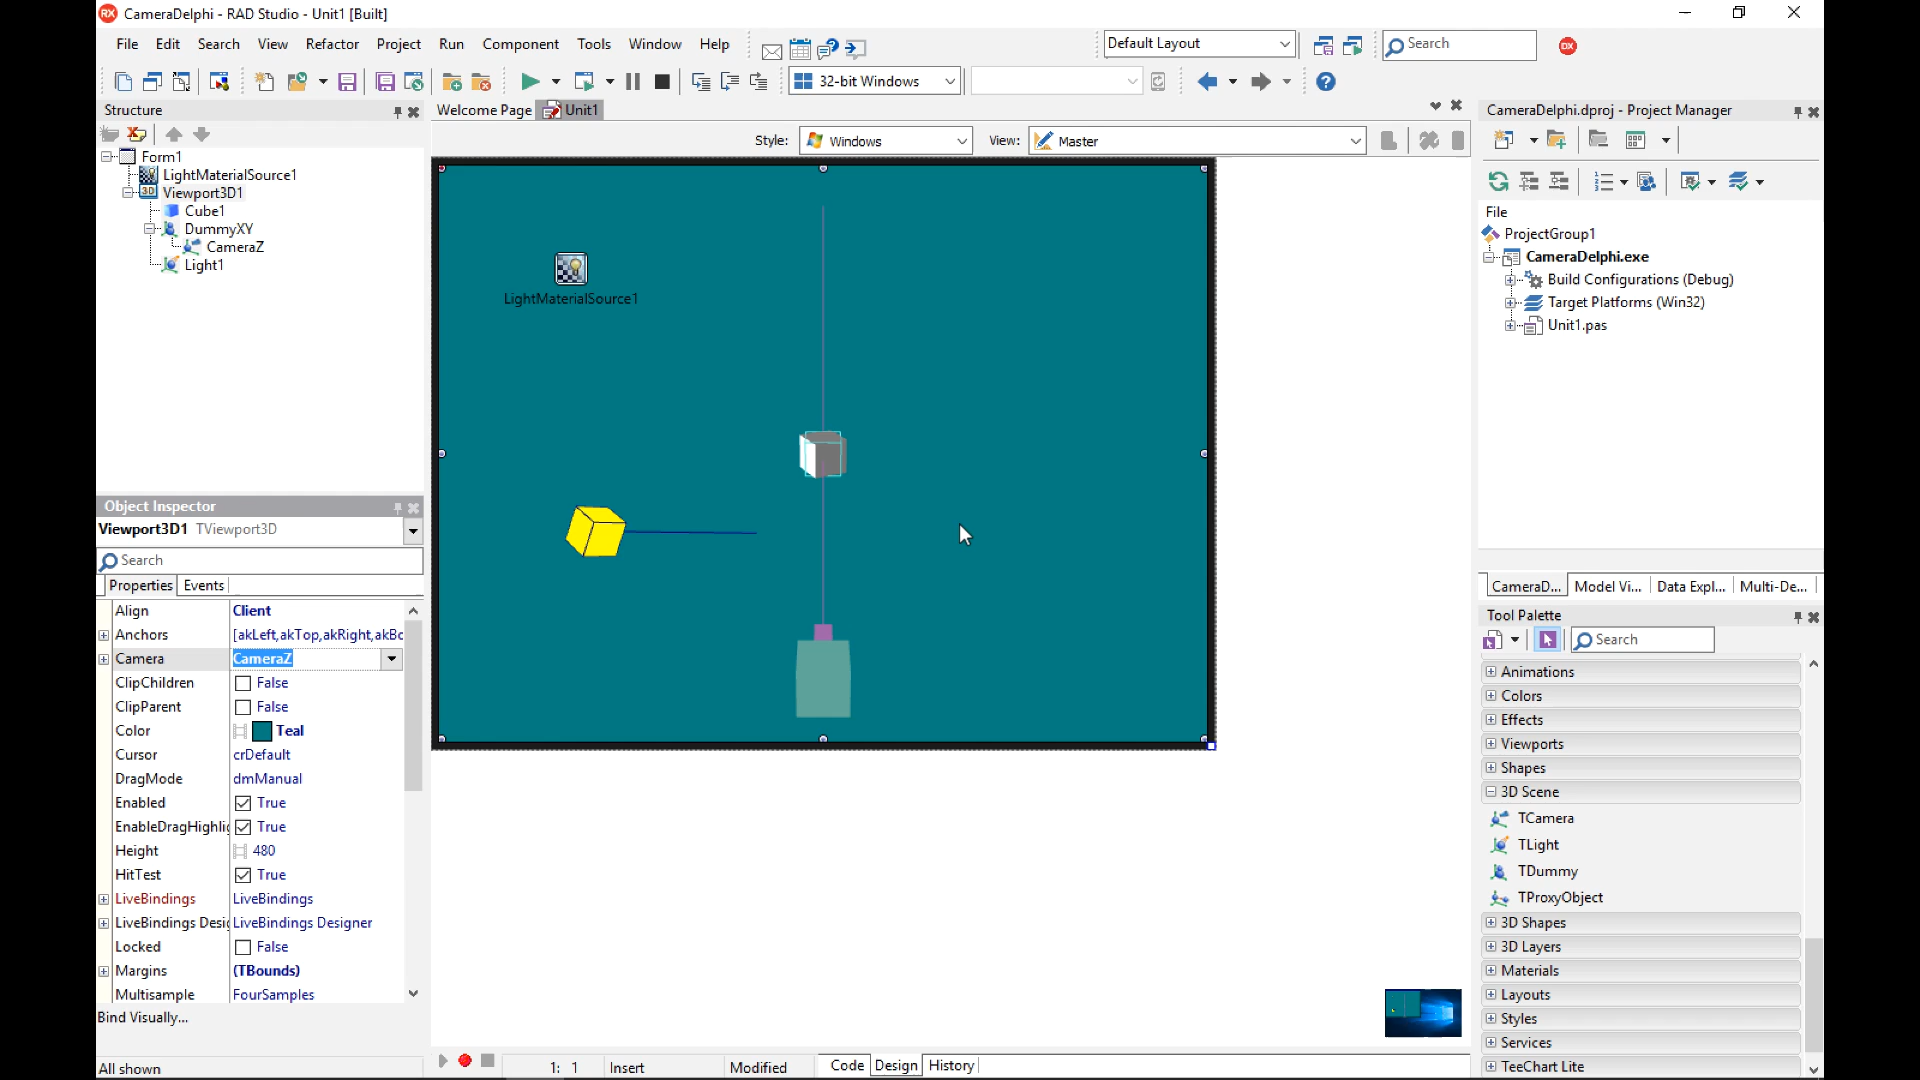 CameraDelphi - RAD Studio - Unit1 [Built]
File Edit Search View Refactor Project Run Component Tools Window Help
Default Layout
Search
32-bit Windows
Structure
Welcome Page
Unit1
CameraDelphi.dproj - Project Manager
Style:
Windows
View:
Master
Form1
LightMaterialSource1
Viewport3D1
Cube1
DummyXY
CameraZ
Light1
LightMaterialSource1
File
ProjectGroup1
CameraDelphi.exe
Build Configurations (Debug)
Target Platforms (Win32)
Unit1.pas
Object Inspector
Viewport3D1 TViewport3D
Search
Properties Events
Align Client
Anchors [akLeft,akTop,akRight,akBo
Camera CameraZ
ClipChildren False
ClipParent False
Color Teal
Cursor crDefault
DragMode dmManual
Enabled True
EnableDragHighlig True
Height 480
HitTest True
LiveBindings LiveBindings
LiveBindings Desig LiveBindings Designer
Locked False
Margins (TBounds)
Multisample FourSamples
Bind Visually...
All shown
CameraD... Model Vi... Data Expl... Multi-De...
Tool Palette
Search
Animations
Colors
Effects
Viewports
Shapes
3D Scene
TCamera
TLight
TDummy
TProxyObject
3D Shapes
3D Layers
Materials
Layouts
Styles
Services
TeeChart Lite
1: 1 Insert Modified Code Design History